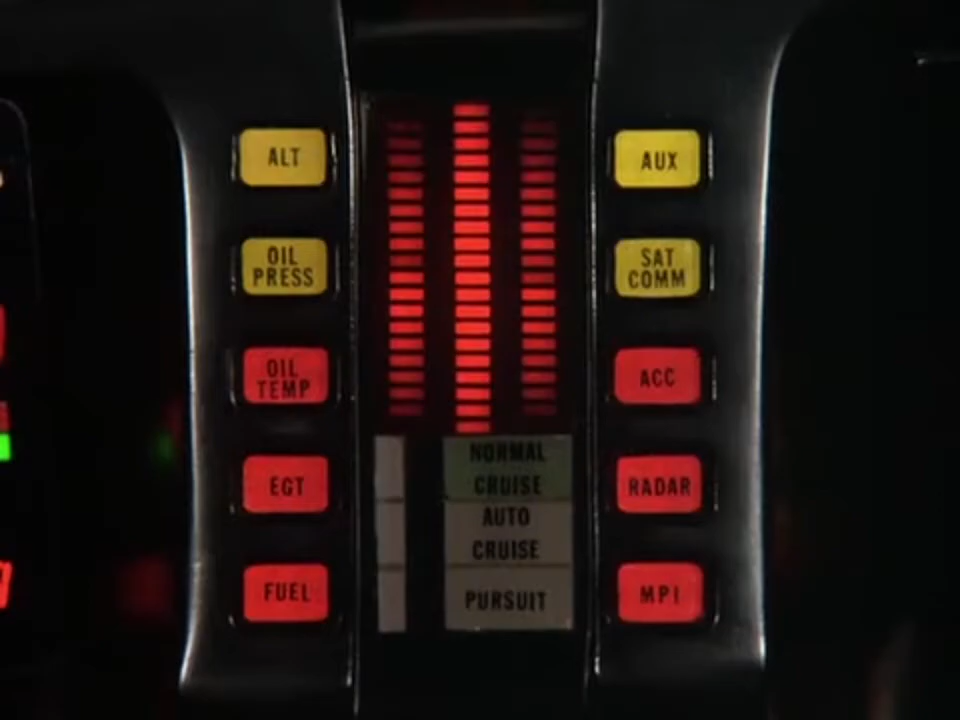 ALT
OIL
PRESS
OIL
TEMP
EGT
FUEL
NORMAL
CRUISE
AUTO
CRUISE
PURSUIT
AUX
SAT
COMM
ACC
RADAR
MPI